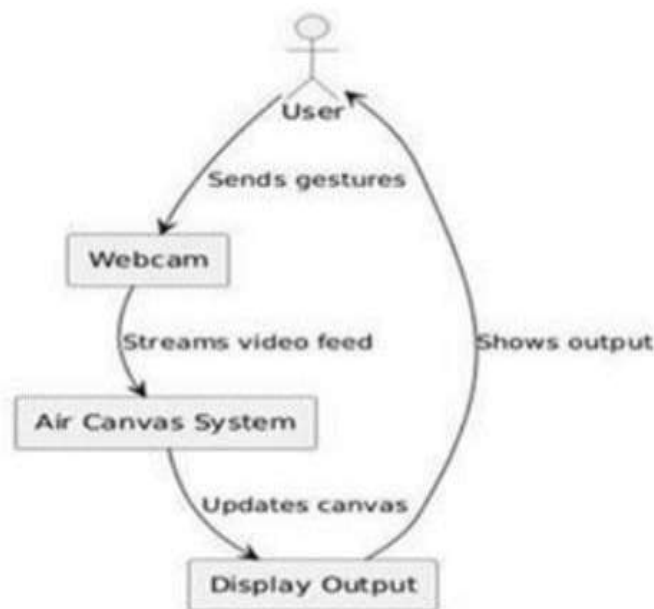 User
Sends gestures
Webcam
Streams video feed
Shows output
Air Canvas System
Updates canvas
Display Output